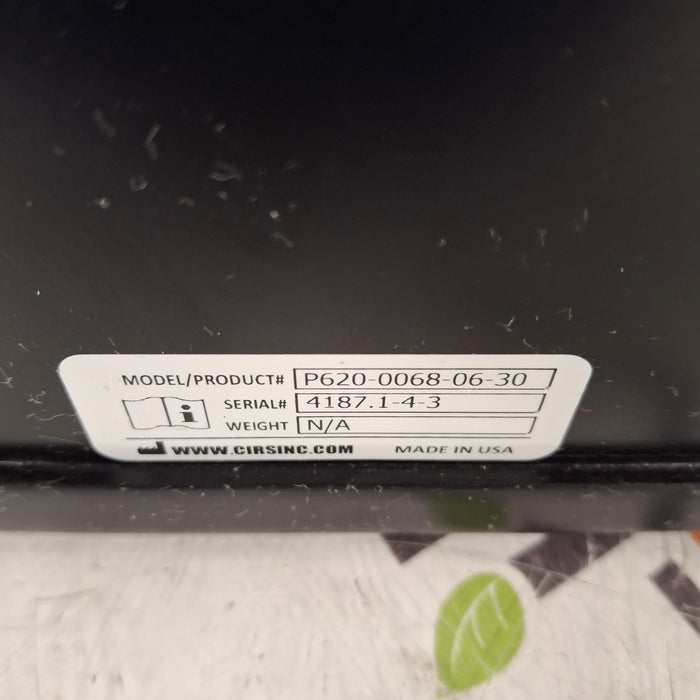 MODEL/PRODUCT# P620-0068-06-30
SERIAL# 4187.1-4-3
WEIGHT N/A
WWW.CIRSINC.COM MADE IN USA